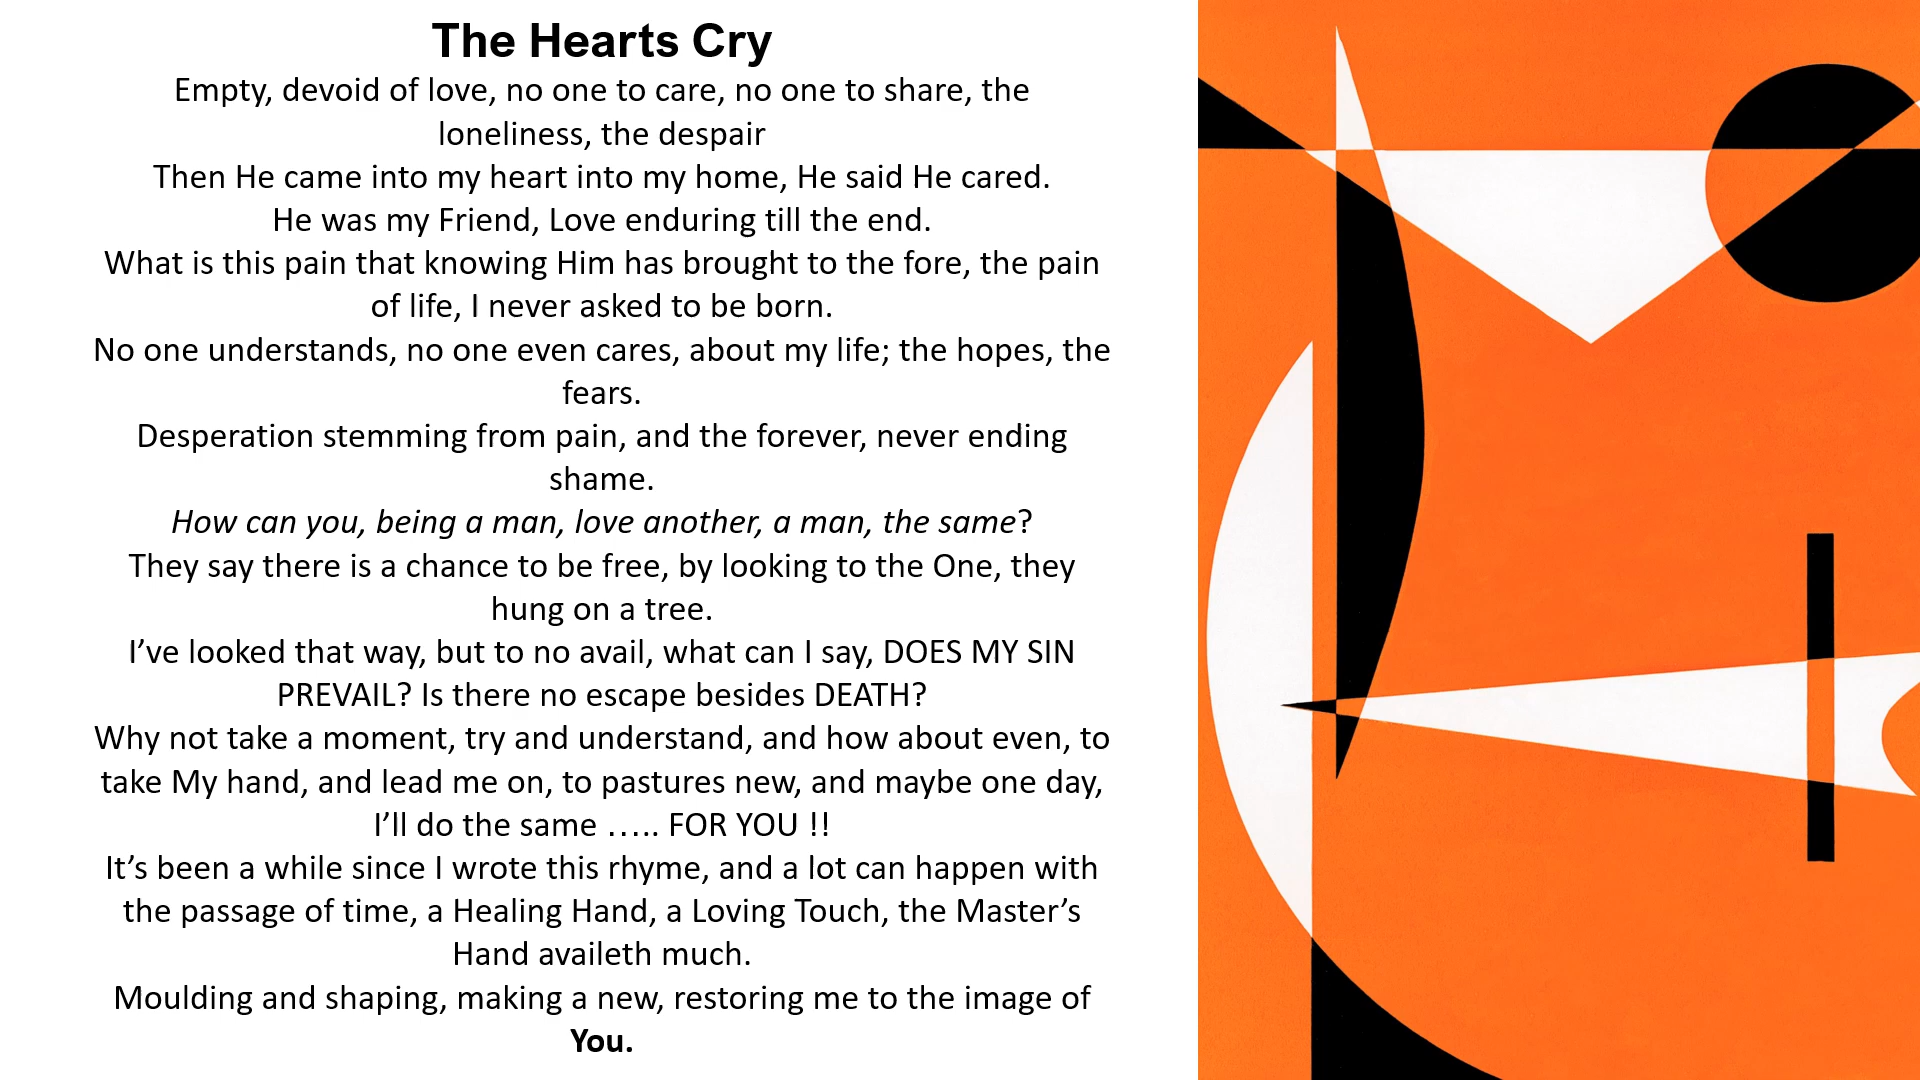 The Hearts Cry
Empty, devoid of love, no one to care, no one to share, the
loneliness, the despair
Then He came into my heart into my home, He said He cared.
He was my Friend, Love enduring till the end.
What is this pain that knowing Him has brought to the fore, the pain
of life, I never asked to be born.
No one understands, no one even cares, about my life; the hopes, the
fears.
Desperation stemming from pain, and the forever, never ending
shame.
How can you, being a man, love another, a man, the same?
They say there is a chance to be free, by looking to the One, they
hung on a tree.
I’ve looked that way, but to no avail, what can I say, DOES MY SIN
PREVAIL? Is there no escape besides DEATH?
Why not take a moment, try and understand, and how about even, to
take My hand, and lead me on, to pastures new, and maybe one day,
I’ll do the same ….. FOR YOU !!
It’s been a while since I wrote this rhyme, and a lot can happen with
the passage of time, a Healing Hand, a Loving Touch, the Master’s
Hand availeth much.
Moulding and shaping, making a new, restoring me to the image of
You.